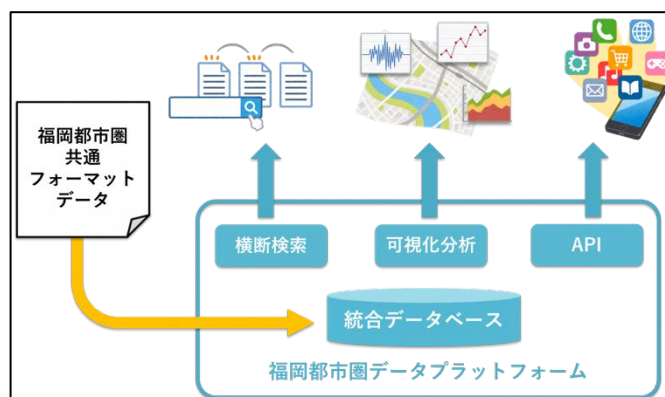 福岡都市圏
共通
フォーマット
データ
横断検索
可視化分析
API
統合データベース
福岡都市圏データプラットフォーム